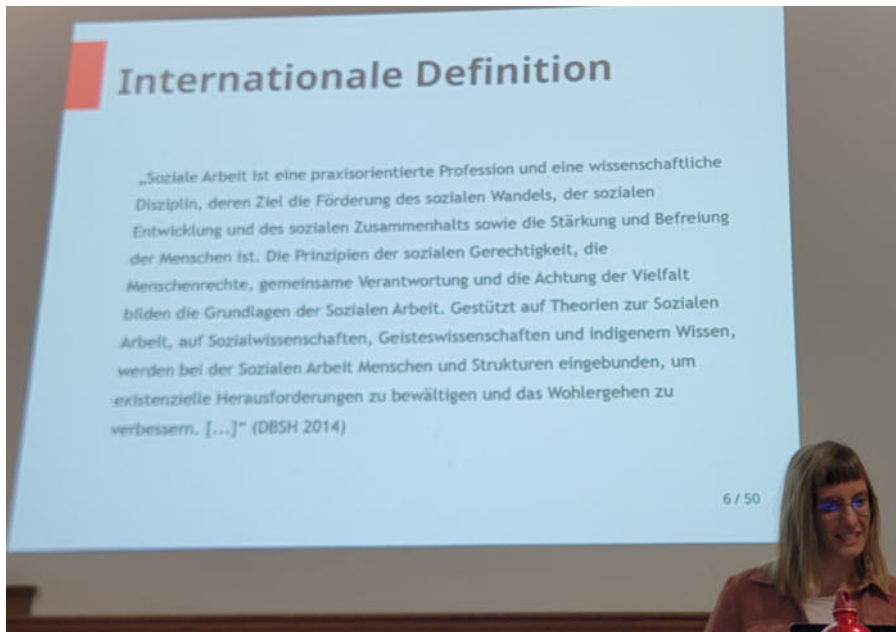 Internationale Definition
„Soziale Arbeit ist eine praxisorientierte Profession und eine wissenschaftliche
Disziplin, deren Ziel die Förderung des sozialen Wandels, der sozialen
Entwicklung und des sozialen Zusammenhalts sowie die Stärkung und Befreiung
der Menschen ist. Die Prinzipien der sozialen Gerechtigkeit, die
Menschenrechte, gemeinsame Verantwortung und die Achtung der Vielfalt
bilden die Grundlagen der Sozialen Arbeit. Gestützt auf Theorien zur Sozialen
Arbeit, auf Sozialwissenschaften, Geisteswissenschaften und indigenem Wissen,
werden bei der Sozialen Arbeit Menschen und Strukturen eingebunden, um
existenzielle Herausforderungen zu bewältigen und das Wohlergehen zu
verbessern. [...]“ (DBSH 2014)
6 / 50